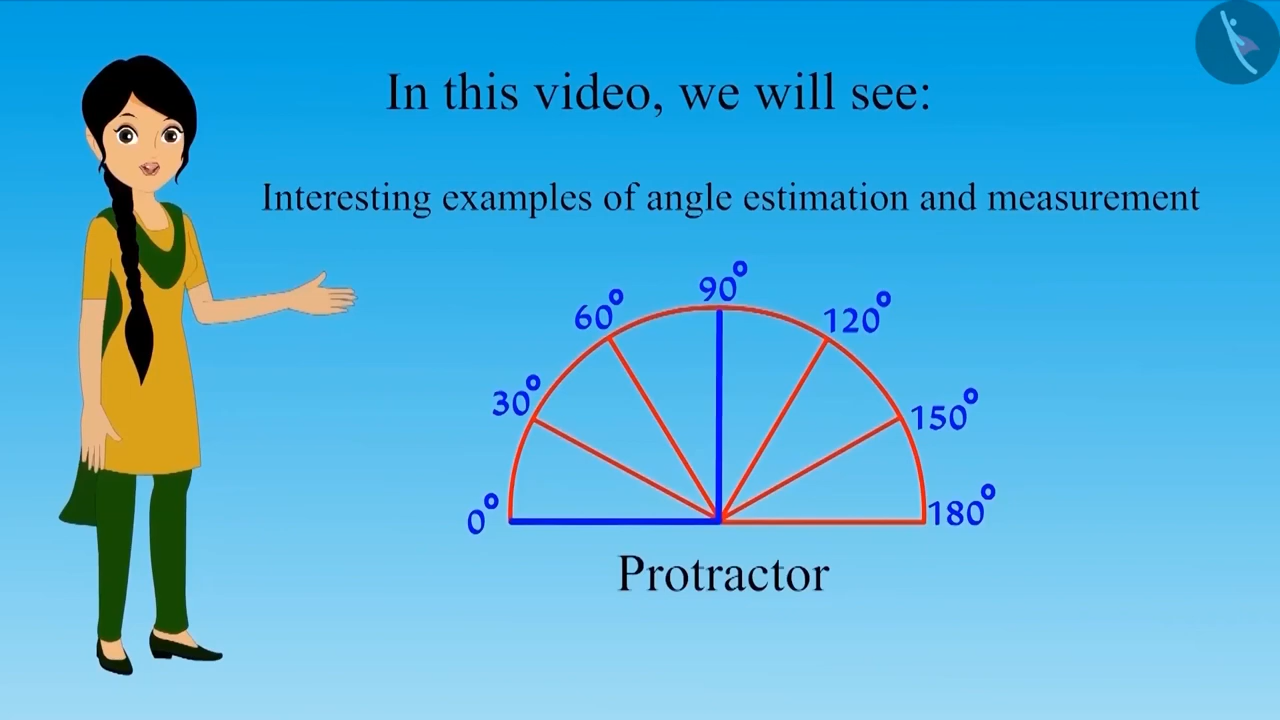 In this video, we will see:
Interesting examples of angle estimation and measurement
90°
60°
120°
30°
150°
0°
180°
Protractor